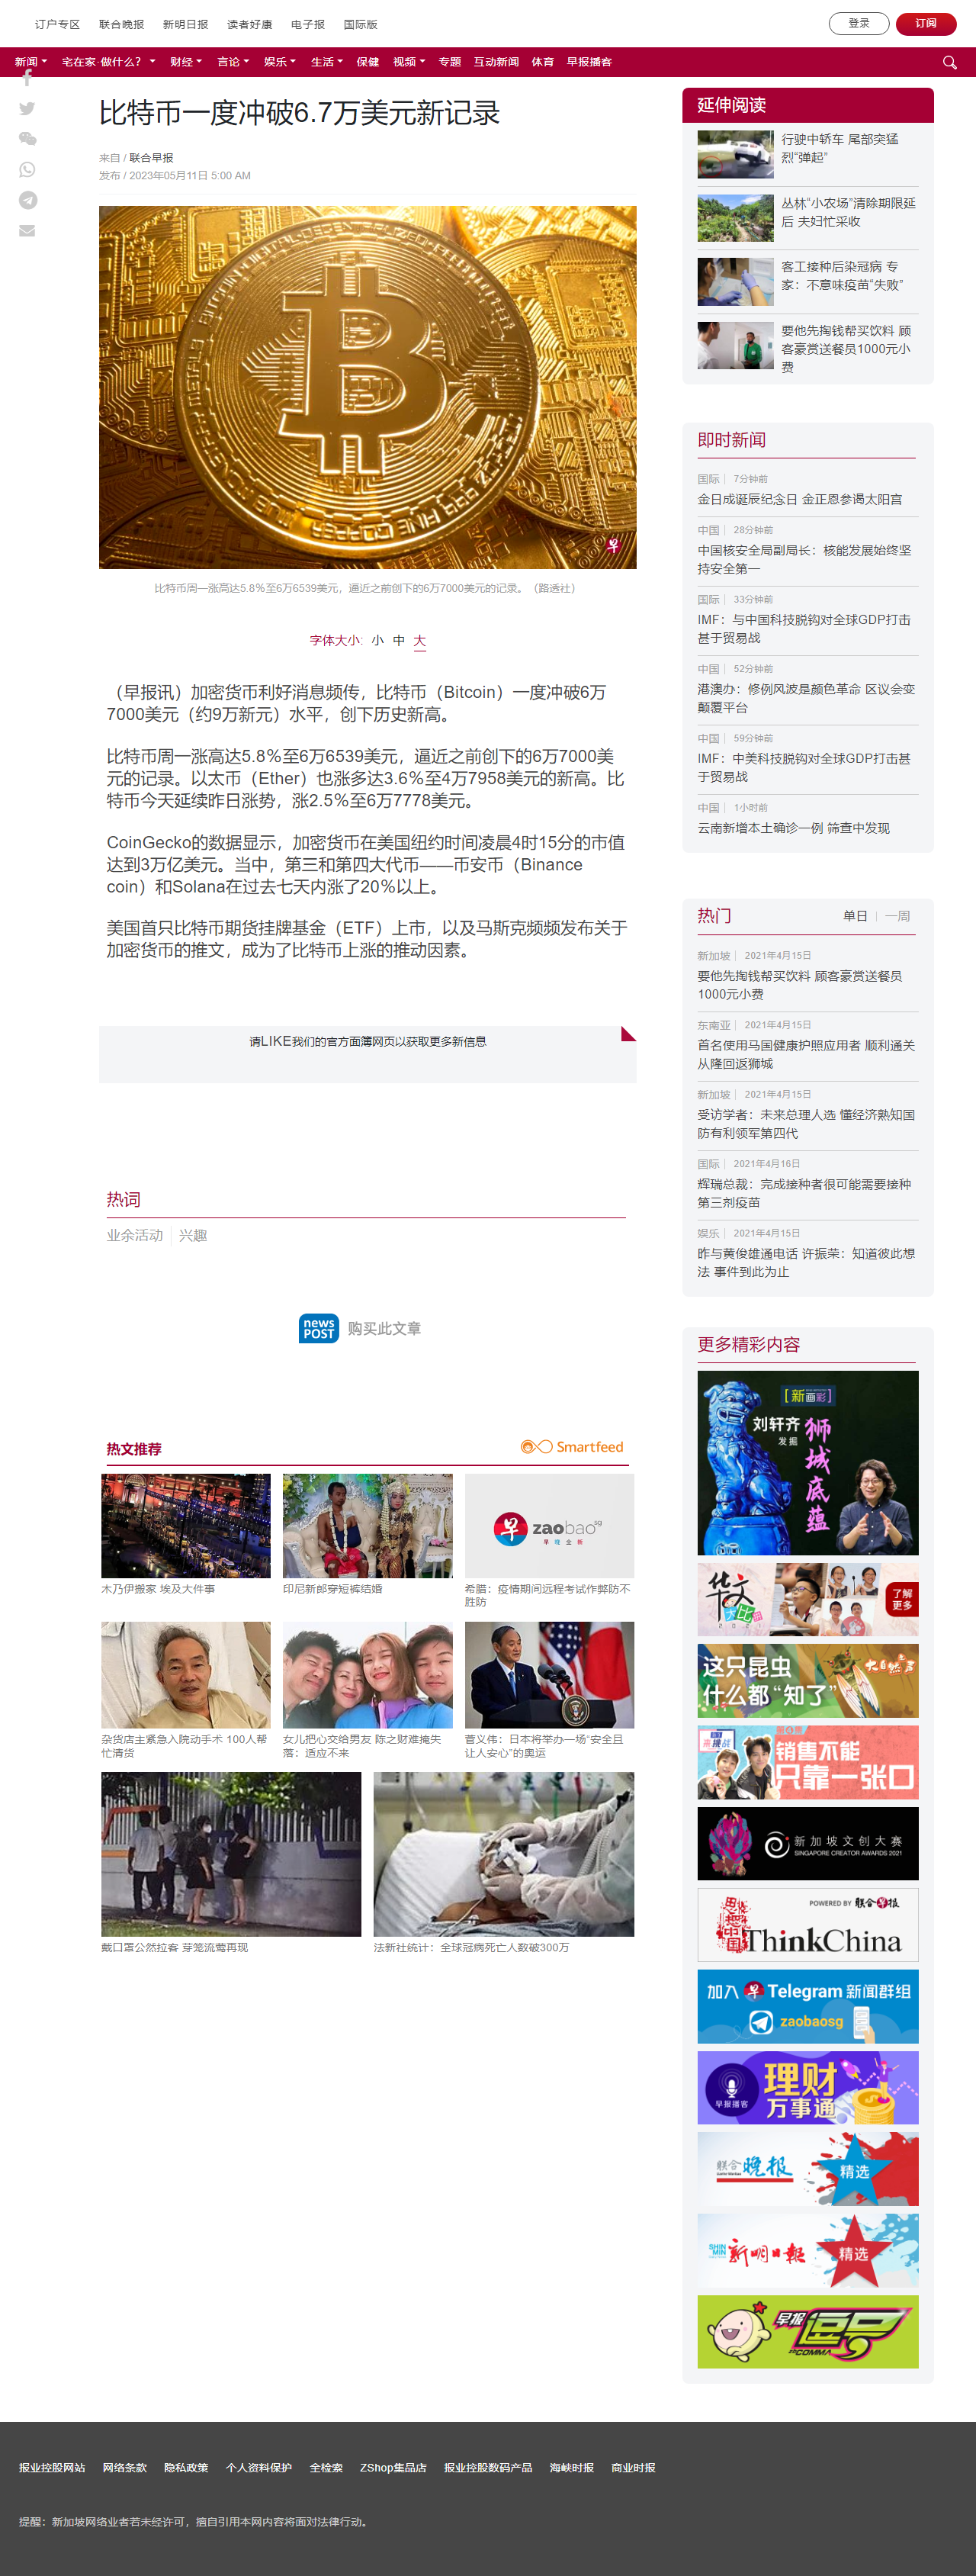 订户专区 联合晚报 新明日报 读者好康 电子报 国际版
登录 订阅
新闻 宅在家·做什么？ 财经 言论 娱乐 生活 保健 视频 专题 互动新闻 体育 早报播客
比特币一度冲破6.7万美元新记录
来自 / 联合早报
发布 / 2023年05月11日 5:00 AM
比特币周一涨高达5.8％至6万6539美元，逼近之前创下的6万7000美元的记录。（路透社）
字体大小: 小 中 大
（早报讯）加密货币利好消息频传，比特币（Bitcoin）一度冲破6万
7000美元（约9万新元）水平，创下历史新高。
比特币周一涨高达5.8％至6万6539美元，逼近之前创下的6万7000美
元的记录。以太币（Ether）也涨多达3.6％至4万7958美元的新高。比
特币今天延续昨日涨势，涨2.5％至6万7778美元。
CoinGecko的数据显示，加密货币在美国纽约时间凌晨4时15分的市值
达到3万亿美元。当中，第三和第四大代币——币安币（Binance
coin）和Solana在过去七天内涨了20％以上。
美国首只比特币期货挂牌基金（ETF）上市，以及马斯克频频发布关于
加密货币的推文，成为了比特币上涨的推动因素。
请LIKE我们的官方面簿网页以获取更多新信息
热词
业余活动 兴趣
news
POST 购买此文章
热文推荐 Smartfeed
木乃伊搬家 埃及大件事
印尼新郎穿短裤结婚
早 zaobao sg
早 现 全 新
希腊：疫情期间远程考试作弊防不
胜防
杂货店主紧急入院动手术 100人帮
忙清货
女儿把心交给男友 陈之财难掩失
落：适应不来
菅义伟：日本将举办一场“安全且
让人安心”的奥运
戴口罩公然拉客 芽笼流莺再现
法新社统计：全球冠病死亡人数破300万
延伸阅读
行驶中轿车 尾部突猛
烈“弹起”
丛林“小农场”清除期限延
后 夫妇忙采收
客工接种后染冠病 专
家：不意味疫苗“失败”
要他先掏钱帮买饮料 顾
客豪赏送餐员1000元小
费
即时新闻
国际 7分钟前
金日成诞辰纪念日 金正恩参谒太阳宫
中国 28分钟前
中国核安全局副局长：核能发展始终坚
持安全第一
国际 33分钟前
IMF：与中国科技脱钩对全球GDP打击
甚于贸易战
中国 52分钟前
港澳办：修例风波是颜色革命 区议会变
颠覆平台
中国 59分钟前
IMF：中美科技脱钩对全球GDP打击甚
于贸易战
中国 1小时前
云南新增本土确诊一例 筛查中发现
热门 单日 一周
新加坡 2021年4月15日
要他先掏钱帮买饮料 顾客豪赏送餐员
1000元小费
东南亚 2021年4月15日
首名使用马国健康护照应用者 顺利通关
从隆回返狮城
新加坡 2021年4月15日
受访学者：未来总理人选 懂经济熟知国
防有利领军第四代
国际 2021年4月16日
辉瑞总裁：完成接种者很可能需要接种
第三剂疫苗
娱乐 2021年4月15日
昨与黄俊雄通电话 许振荣：知道彼此想
法 事件到此为止
更多精彩内容
[新画彩]
刘轩齐
发掘
狮城底蕴
华文大比拼
2021
了解
更多
这只昆虫
什么都“知了”
销售不能
只靠一张口
新加坡文创大赛
SINGAPORE CREATOR AWARDS 2021
POWERED BY 联合早报
ThinkChina
加入 早 Telegram 新闻群组
zaobaosg
早报播客
理财
万事通
联合晚报
精选
SHIN
MIN 新明日報
精选
早报 逗号
ZBCOMMA
报业控股网站 网络条款 隐私政策 个人资料保护 全检索 ZShop集品店 报业控股数码产品 海峡时报 商业时报
提醒：新加坡网络业者若未经许可，擅自引用本网内容将面对法律行动。